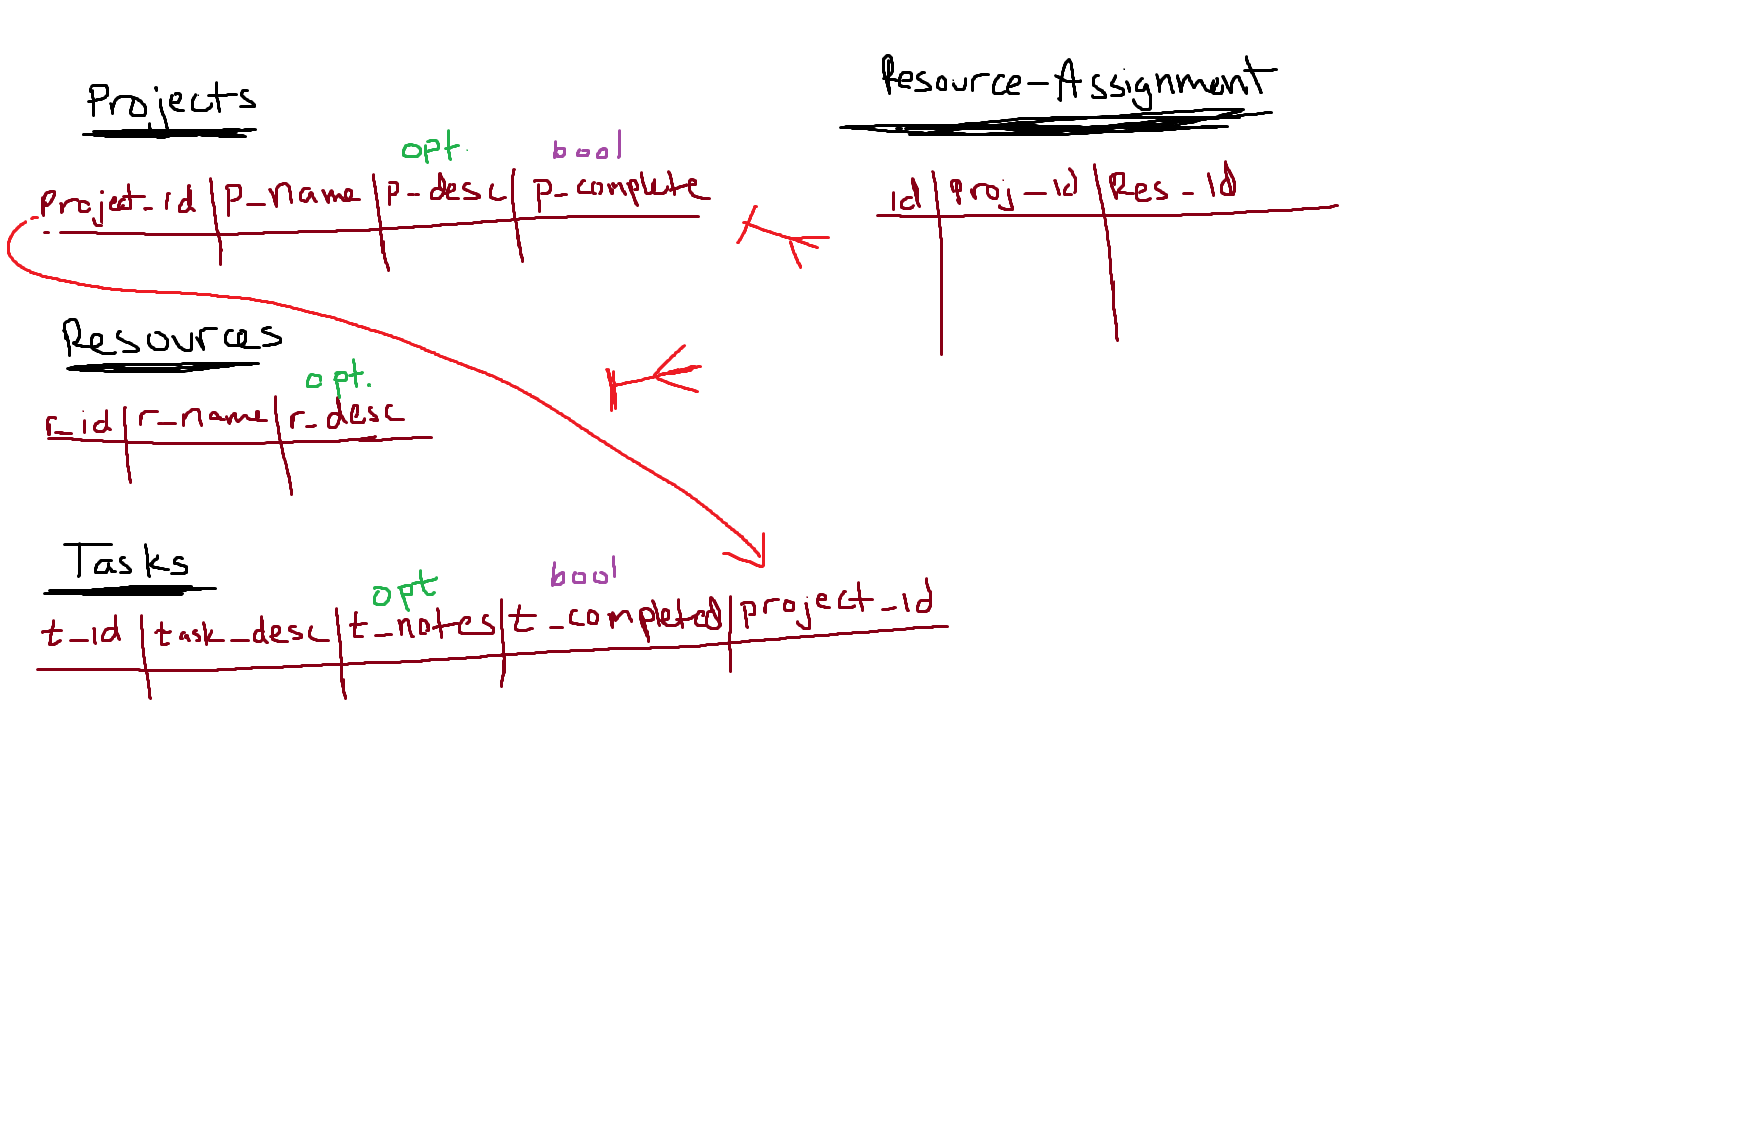 Projects
opt. bool
Project_id P_name P-desc P-complete
Resource-Assignment
id Proj-id Res-Id
Resources
opt.
r_id r_name r_desc
Tasks
opt bool
t_id task_desc t_notes t_completed project_id